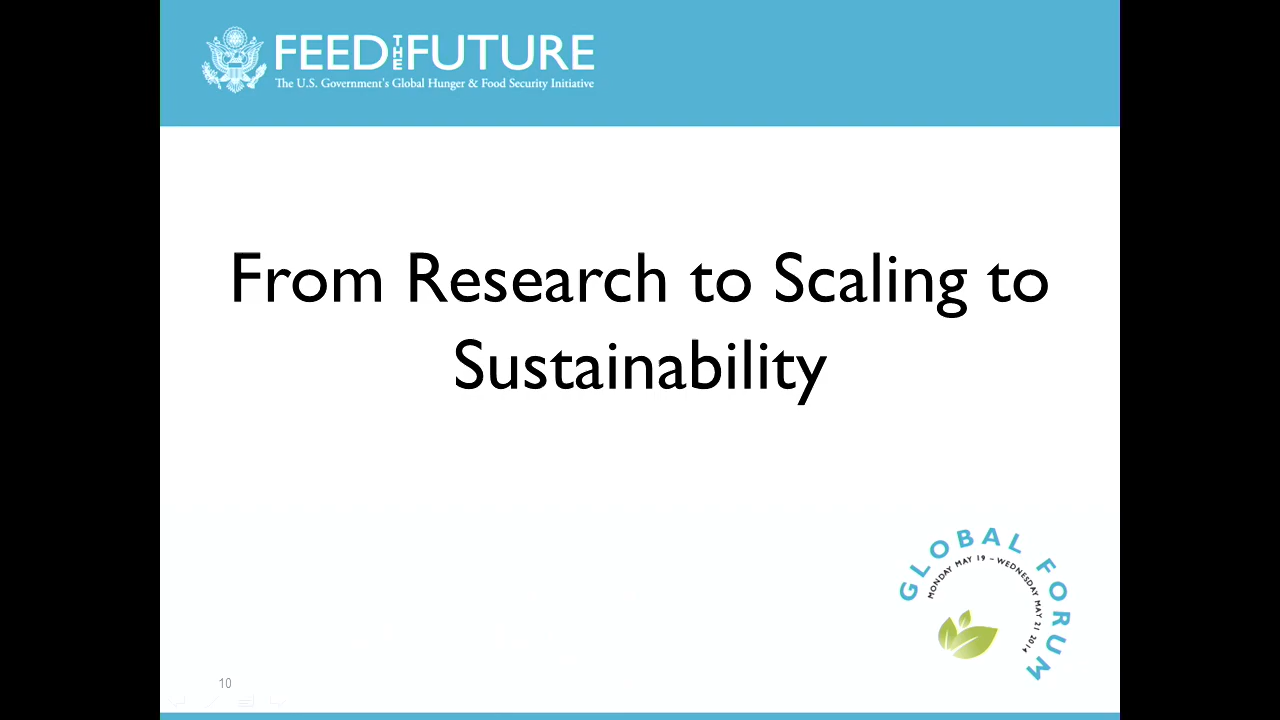 FEED THE FUTURE
The U.S. Government's Global Hunger & Food Security Initiative
From Research to Scaling to
Sustainability
GLOBAL FORUM
MONDAY MAY 19 – WEDNESDAY MAY 21 2014
10